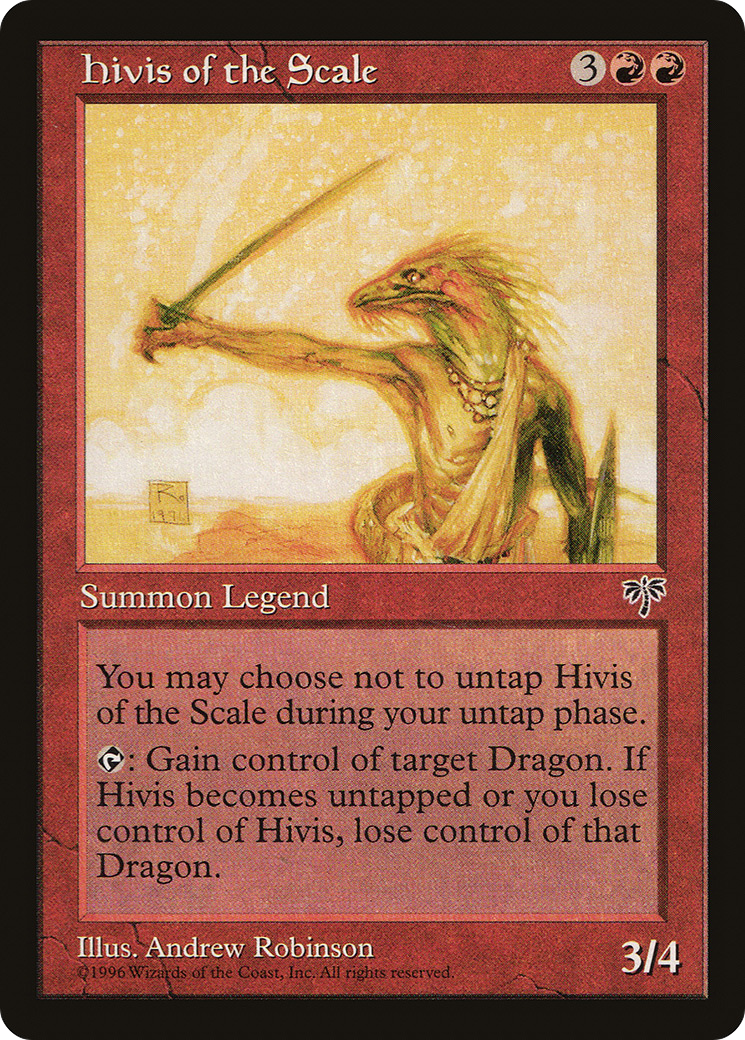 Hivis of the Scale
3
R.
Summon Legend
You may choose not to untap Hivis
of the Scale during your untap phase.
: Gain control of target Dragon. If
Hivis becomes untapped or you lose
control of Hivis, lose control of that
Dragon.
Illus. Andrew Robinson
3/4
©1996 Wizards of the Coast, Inc. All rights reserved.